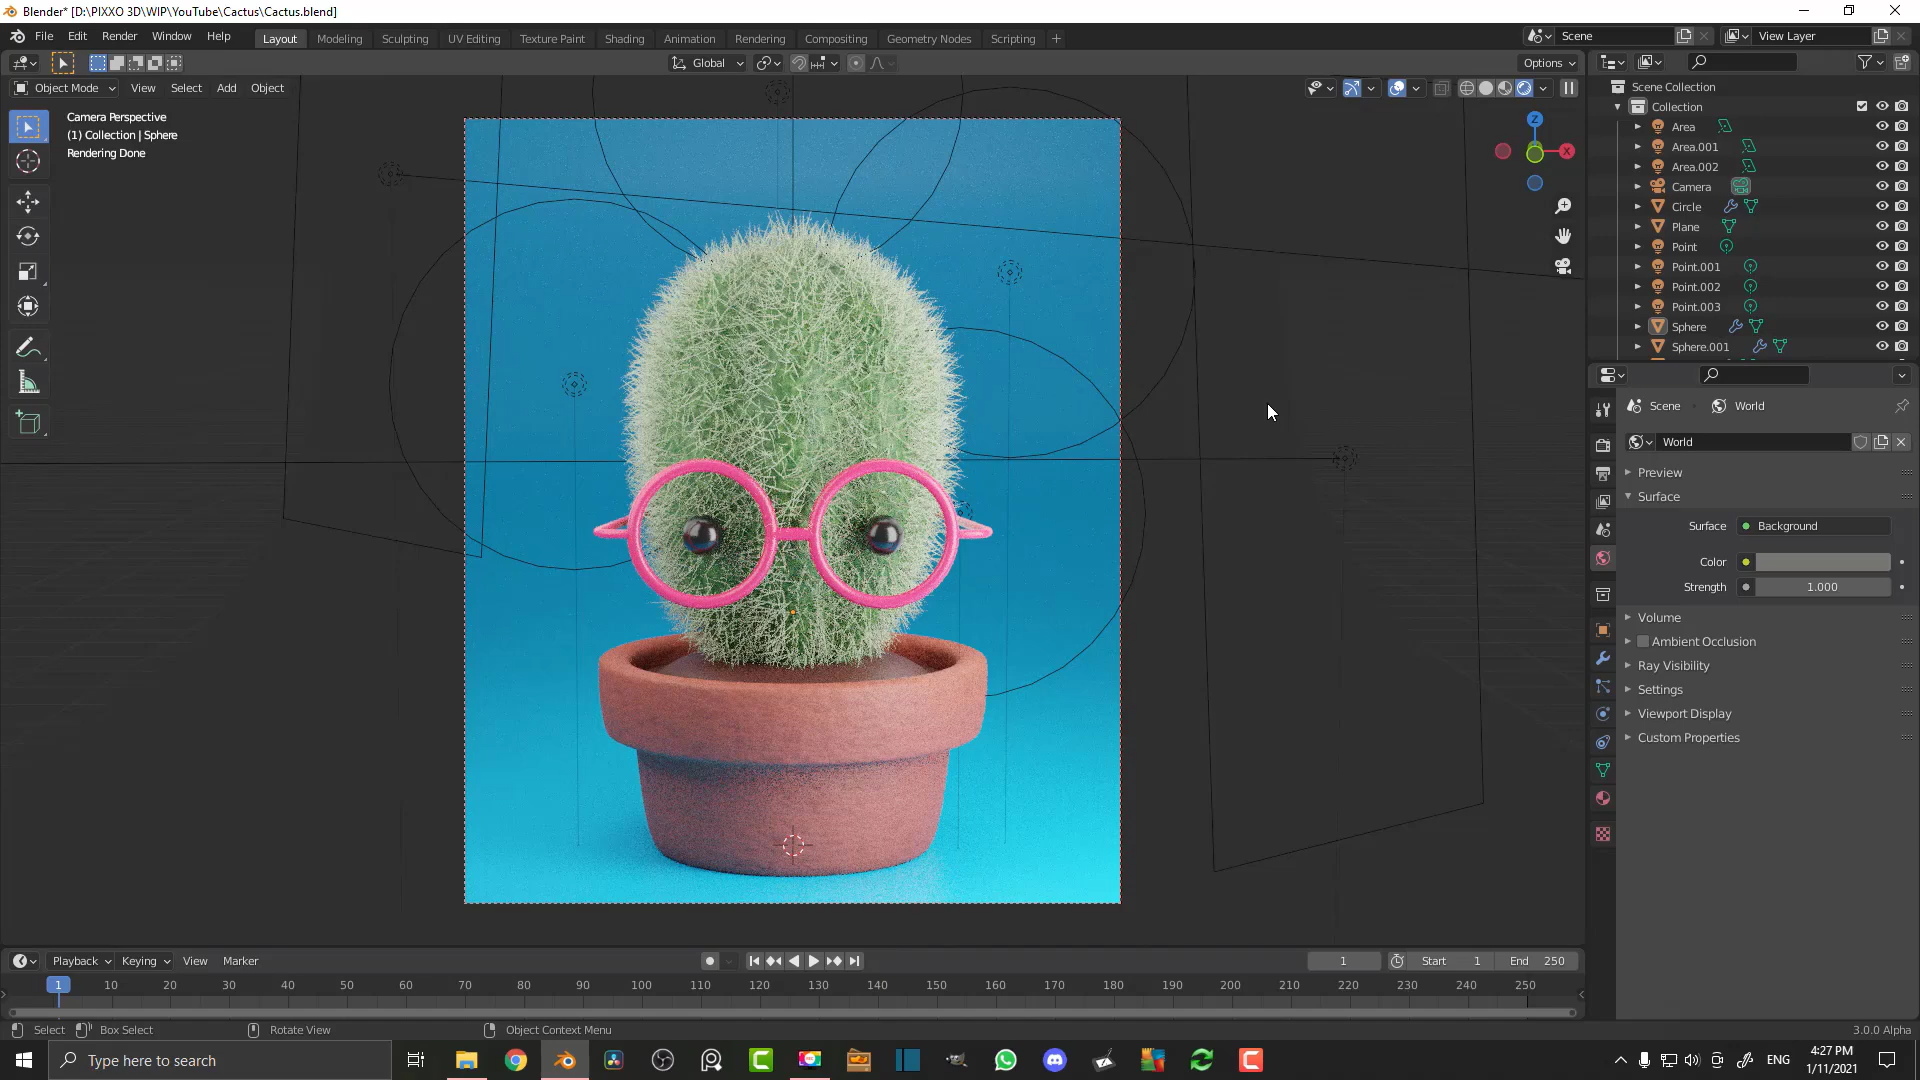 Blender* [D:\PIXXO 3D\WIP\YouTube\Cactus\Cactus.blend]
File Edit Render Window Help Layout Modeling Sculpting UV Editing Texture Paint Shading Animation Rendering Compositing Geometry Nodes Scripting + Scene View Layer
Global Options
Object Mode View Select Add Object
Camera Perspective
(1) Collection | Sphere
Rendering Done
Z
X
Scene Collection
Collection
Area
Area.001
Area.002
Camera
Circle
Plane
Point
Point.001
Point.002
Point.003
Sphere
Sphere.001
Scene World
World
Preview
Surface
Surface Background
Color
Strength 1.000
Volume
Ambient Occlusion
Ray Visibility
Settings
Viewport Display
Custom Properties
Playback Keying View Marker 1 Start 1 End 250
1 10 20 30 40 50 60 70 80 90 100 110 120 130 140 150 160 170 180 190 200 210 220 230 240 250
Select Box Select Rotate View Object Context Menu 3.0.0 Alpha
Type here to search
ENG
4:27 PM
1/11/2021